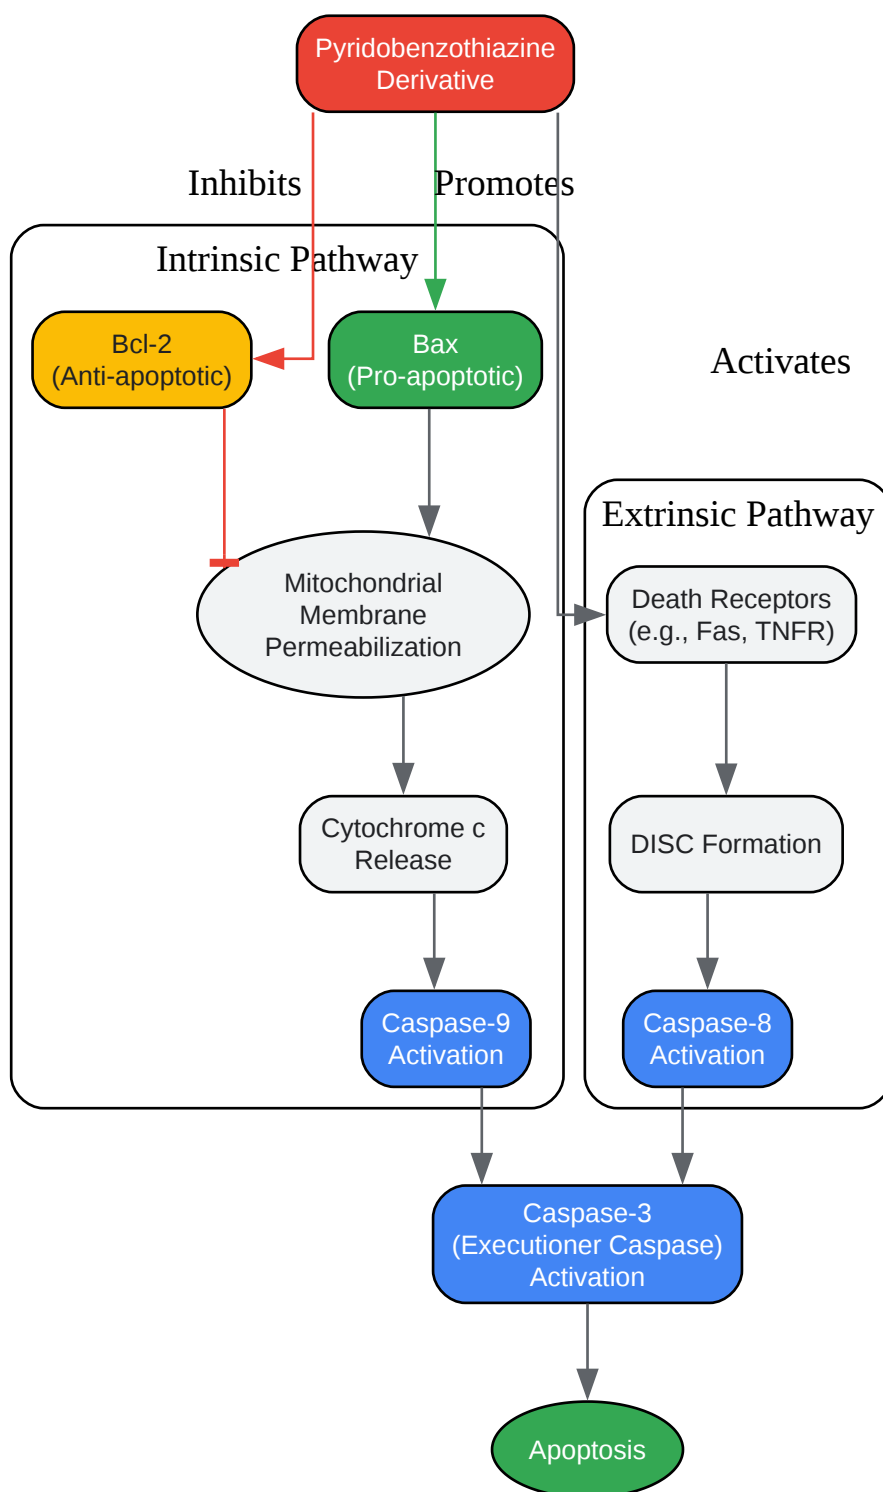 Pyridobenzothiazine
Derivative
Inhibits
Promotes
Intrinsic Pathway
Bcl-2
(Anti-apoptotic)
Bax
(Pro-apoptotic)
Activates
Extrinsic Pathway
Mitochondrial
Membrane
Permeabilization
Death Receptors
(e.g., Fas, TNFR)
Cytochrome c
Release
DISC Formation
Caspase-9
Activation
Caspase-8
Activation
Caspase-3
(Executioner Caspase)
Activation
Apoptosis